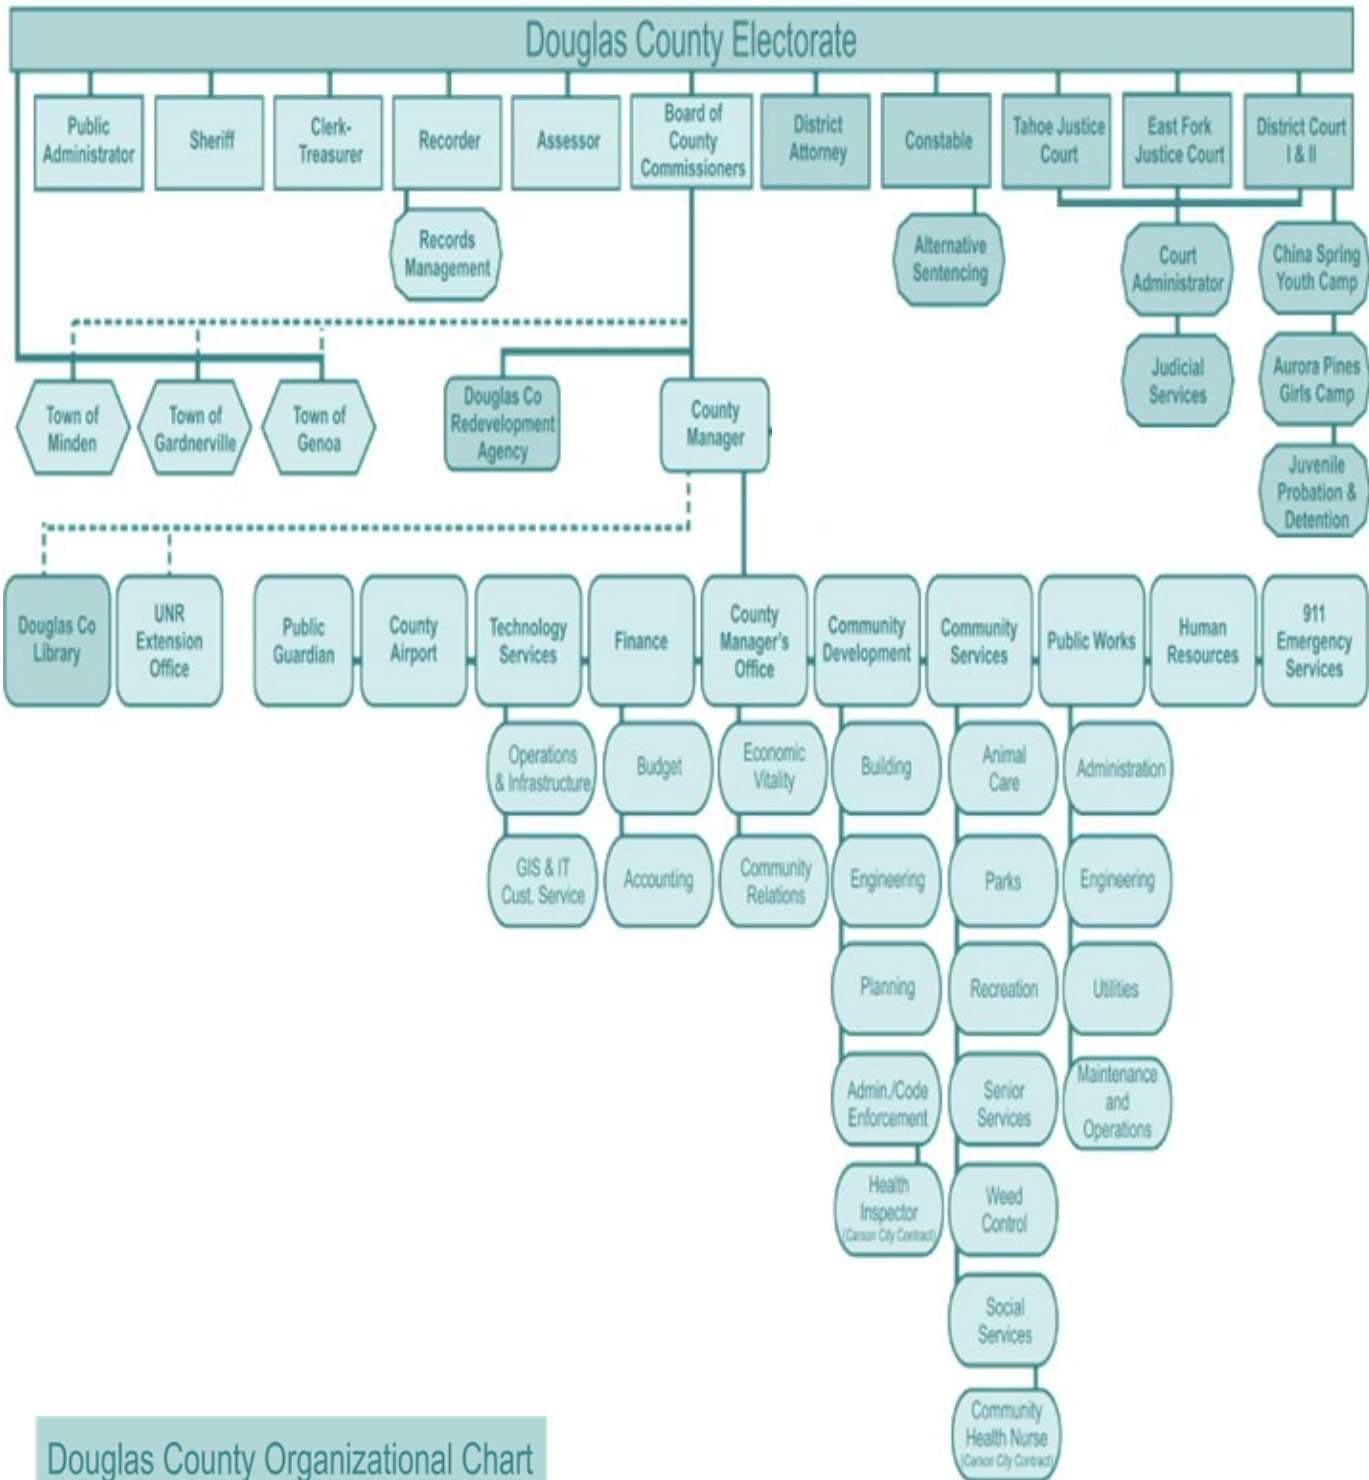 Douglas County Electorate
Public
Administrator
Sheriff
Clerk-
Treasurer
Recorder
Assessor
Board of
County
Commissioners
District
Attorney
Constable
Tahoe Justice
Court
East Fork
Justice Court
District Court
I & II
Records
Management
Alternative
Sentencing
Court
Administrator
China Spring
Youth Camp
Judicial
Services
Aurora Pines
Girls Camp
Juvenile
Probation &
Detention
Town of
Minden
Town of
Gardnerville
Town of
Genoa
Douglas Co
Redevelopment
Agency
County
Manager
Douglas Co
Library
UNR
Extension
Office
Public
Guardian
County
Airport
Technology
Services
Finance
County
Manager's
Office
Community
Development
Community
Services
Public Works
Human
Resources
911
Emergency
Services
Operations
& Infrastructure
Budget
Economic
Vitality
Building
Animal
Care
Administration
GIS & IT
Cust. Service
Accounting
Community
Relations
Engineering
Parks
Engineering
Planning
Recreation
Utilities
Admin./Code
Enforcement
Senior
Services
Maintenance
and
Operations
Health
Inspector
(Carson City Contract)
Weed
Control
Social
Services
Community
Health Nurse
(Carson City Contract)
Douglas County Organizational Chart